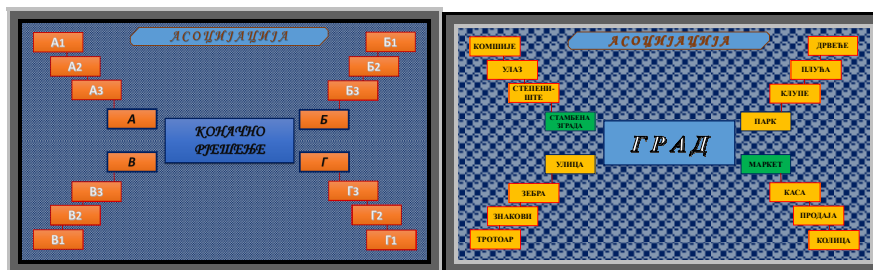 АСОЦИЈАЦИЈА
А1
А2
А3
А
Б1
Б2
Б3
Б
КОНАЧНО
РЈЕШЕЊЕ
В
В3
В2
В1
Г
Г3
Г2
Г1
АСОЦИЈАЦИЈА
КОМШИЈЕ
УЛАЗ
СТЕПЕНИ-
ШТЕ
СТАМБЕНА
ЗГРАДА
ДРВЕЋЕ
ПЛУЋА
КЛУПЕ
ПАРК
ГРАД
УЛИЦА
ЗЕБРА
ЗНАКОВИ
ТРОТОАР
МАРКЕТ
КАСА
ПРОДАЈА
КОЛИЦА